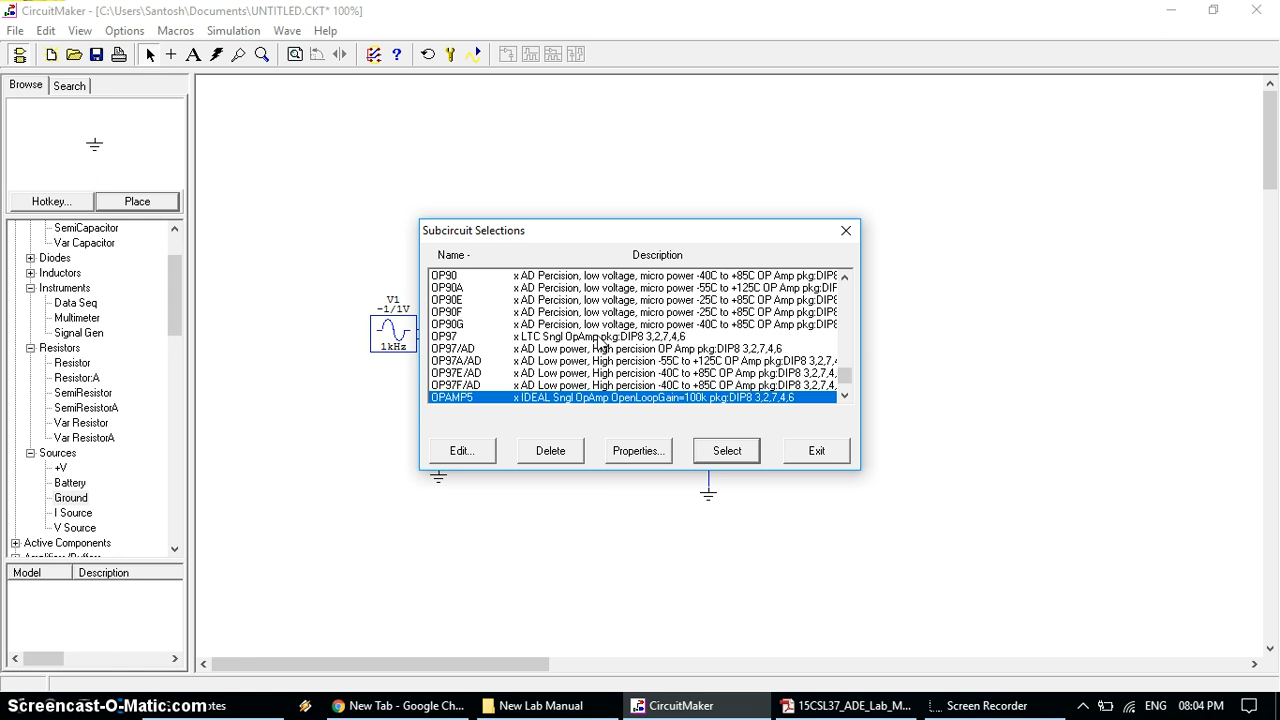 CircuitMaker - [C:\Users\Santosh\Documents\UNTITLED.CKT* 100%]
File Edit View Options Macros Simulation Wave Help
Browse Search
Hotkey... Place
SemiCapacitor
Var Capacitor
Diodes
Inductors
Instruments
Data Seq
Multimeter
Signal Gen
Resistors
Resistor
Resistor:A
SemiResistor
SemiResistorA
Var Resistor
Var ResistorA
Sources
+V
Battery
Ground
I Source
V Source
Active Components
Model Description
V1
-1/1V
1kHz
Subcircuit Selections
Name - Description
OP90 x AD Percision, low voltage, micro power -40C to +85C OP Amp pkg:DIP8
OP90A x AD Percision, low voltage, micro power -55C to +125C OP Amp pkg:DIP
OP90E x AD Percision, low voltage, micro power -25C to +85C OP Amp pkg:DIP8
OP90F x AD Percision, low voltage, micro power -25C to +85C OP Amp pkg:DIP8
OP90G x AD Percision, low voltage, micro power -40C to +85C OP Amp pkg:DIP8
OP97 x LTC Sngl OpAmp pkg:DIP8 3,2,7,4,6
OP97/AD x AD Low power, High percision OP Amp pkg:DIP8 3,2,7,4,6
OP97A/AD x AD Low power, High percision -55C to +125C OP Amp pkg:DIP8 3,2,7,
OP97E/AD x AD Low power, High percision -40C to +85C OP Amp pkg:DIP8 3,2,7,4,
OP97F/AD x AD Low power, High percision -40C to +85C OP Amp pkg:DIP8 3,2,7,4,
OPAMP5 x IDEAL Sngl OpAmp OpenLoopGain=100k pkg:DIP8 3,2,7,4,6
Edit... Delete Properties... Select Exit
Screencast-O-Matic.com
New Tab - Google Ch... New Lab Manual CircuitMaker 15CSL37_ADE_Lab_M... Screen Recorder ENG 08:04 PM